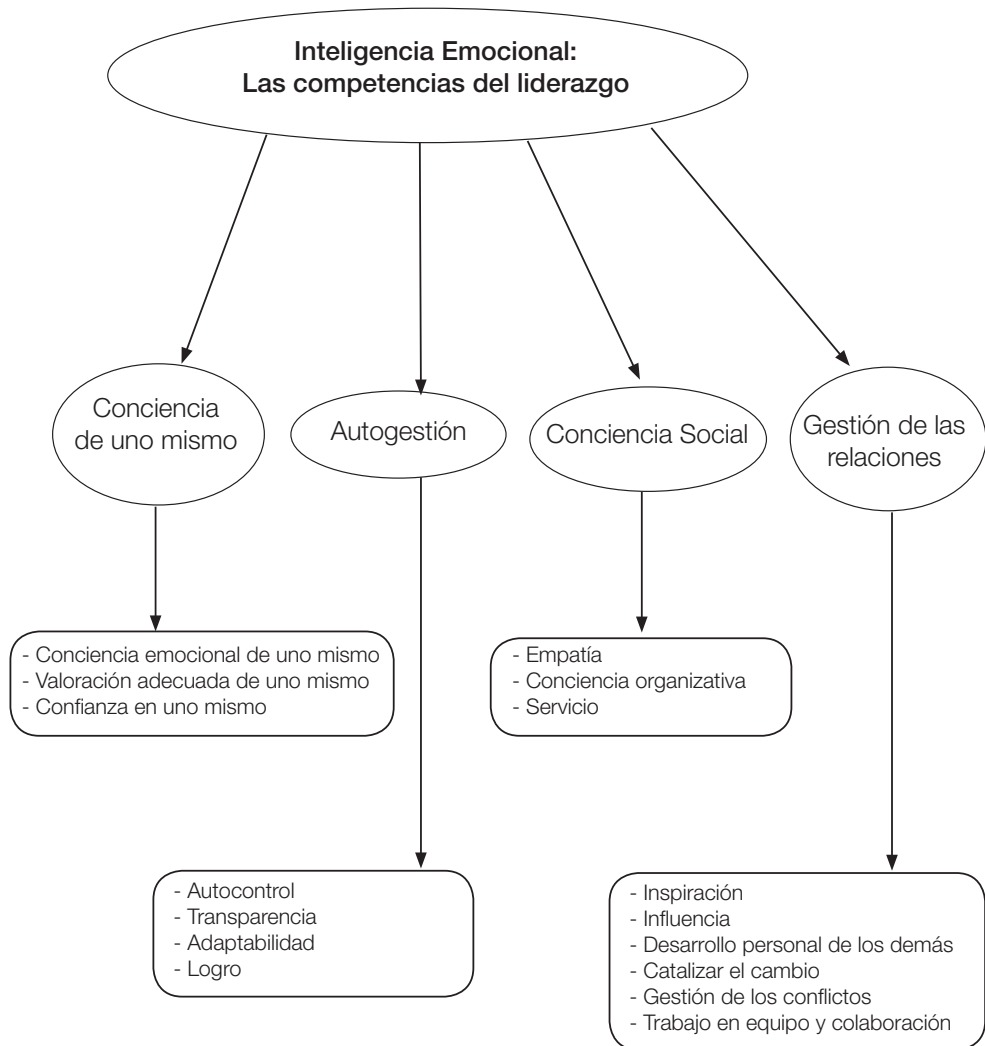 Inteligencia Emocional:
Las competencias del liderazgo
Conciencia
de uno mismo
Autogestión
Conciencia Social
Gestión de las
relaciones
- Conciencia emocional de uno mismo
- Valoración adecuada de uno mismo
- Confianza en uno mismo
- Empatía
- Conciencia organizativa
- Servicio
- Autocontrol
- Transparencia
- Adaptabilidad
- Logro
- Inspiración
- Influencia
- Desarrollo personal de los demás
- Catalizar el cambio
- Gestión de los conflictos
- Trabajo en equipo y colaboración